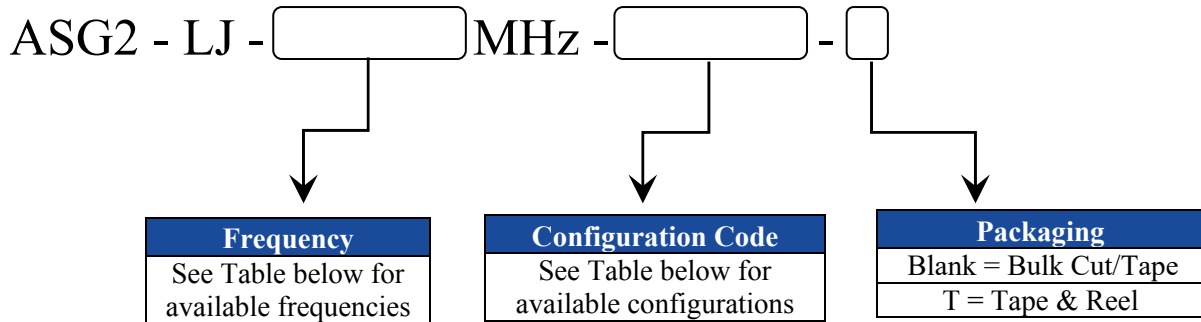 ASG2 - LJ - MHz - -
Frequency
See Table below for
available frequencies
Configuration Code
See Table below for
available configurations
Packaging
Blank = Bulk Cut/Tape
T = Tape & Reel